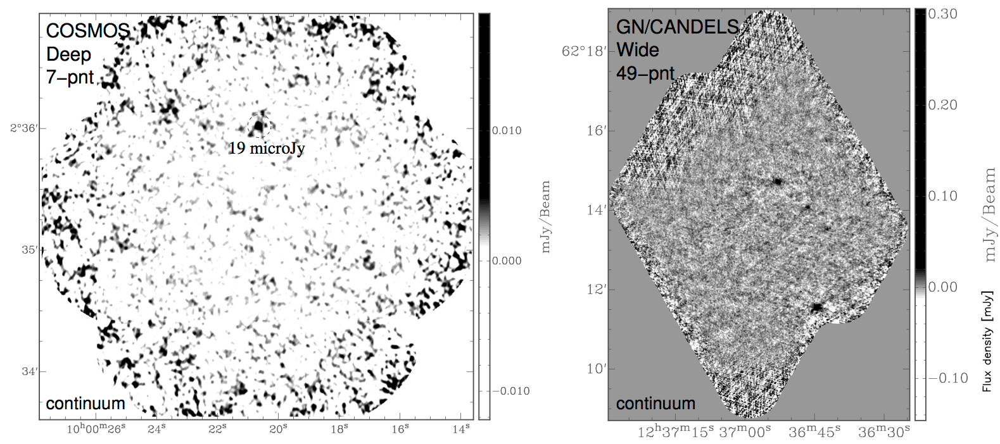 COSMOS
Deep
7-pnt
2°36′
35′
34′
19 microJy
continuum
10ʰ00ᵐ26ˢ 24ˢ 22ˢ 20ˢ 18ˢ 16ˢ 14ˢ
0.010
0.000
−0.010
mJy/Beam
GN/CANDELS
Wide
49-pnt
62°18′
16′
14′
12′
10′
continuum
12ʰ37ᵐ15ˢ 37ᵐ00ˢ 36ᵐ45ˢ 36ᵐ30ˢ
0.30
0.20
0.10
0.00
−0.10
mJy/Beam
Flux density [mJy]